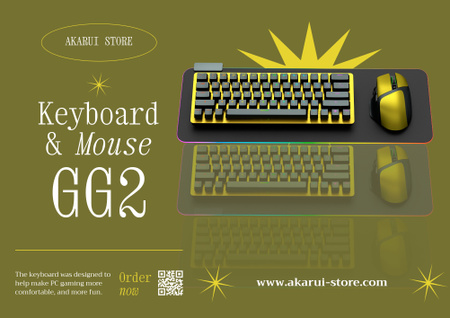 AKARUI STORE
Keyboard
& Mouse
GG2
The keyboard was designed to
help make PC gaming more
comfortable, and more fun.
Order
now
www.akarui-store.com